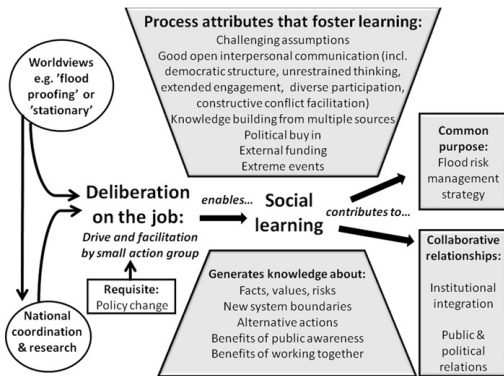 Worldviews
e.g. 'flood
proofing' or
'stationary'
Process attributes that foster learning:
Challenging assumptions
Good open interpersonal communication (incl.
democratic structure, unrestrained thinking,
extended engagement, diverse participation,
constructive conflict facilitation)
Knowledge building from multiple sources
Political buy in
External funding
Extreme events
Deliberation
on the job:
Drive and facilitation
by small action group
enables...
Social
learning
contributes to...
Common
purpose:
Flood risk
management
strategy
Collaborative
relationships:
Institutional
integration
Public &
political
relations
Requisite:
Policy change
National
coordination
& research
Generates knowledge about:
Facts, values, risks
New system boundaries
Alternative actions
Benefits of public awareness
Benefits of working together